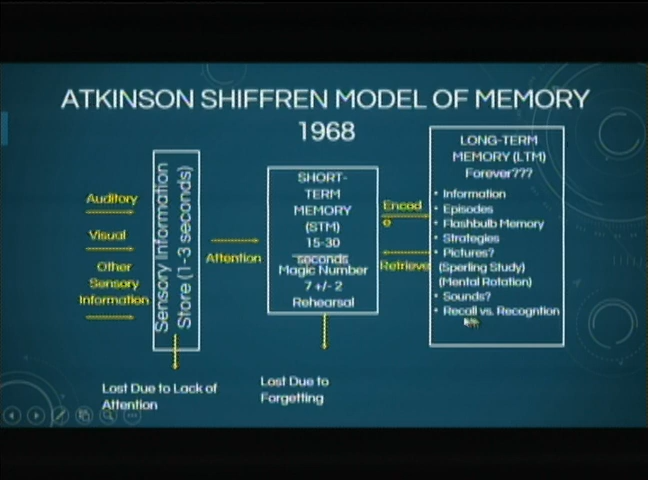 ATKINSON SHIFFREN MODEL OF MEMORY
1968
Auditory
Visual
Other
Sensory
Information
Sensory Information
Store (1-3 seconds)
Attention
Lost Due to Lack of
Attention
SHORT-
TERM
MEMORY
(STM)
15-30
seconds
Magic Number
7 +/- 2
Rehearsal
Lost Due to
Forgetting
Encod
e
Retrieve
LONG-TERM
MEMORY (LTM)
Forever???
• Information
• Episodes
• Flashbulb Memory
• Strategies
• Pictures?
(Sperling Study)
(Mental Rotation)
• Sounds?
• Recall vs. Recogntion